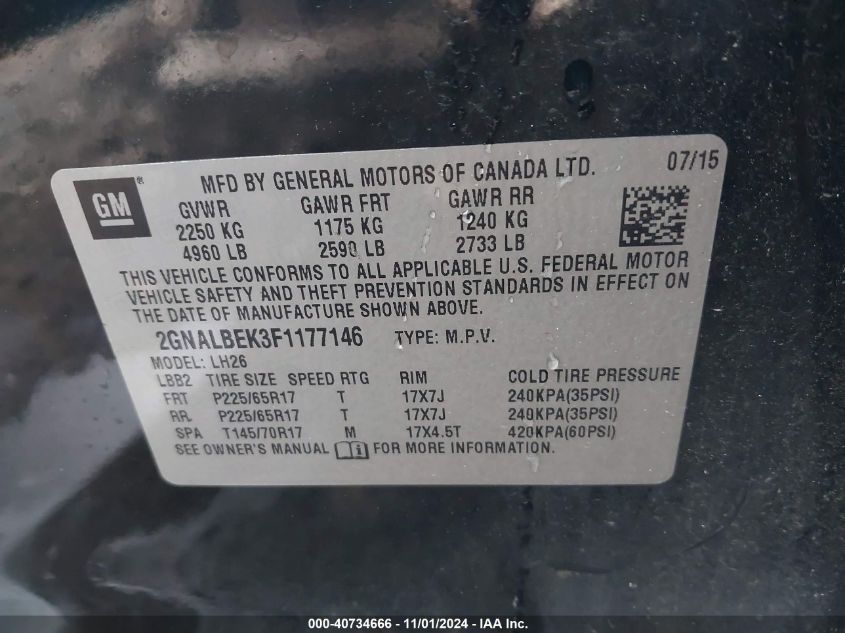 GM ® MFD BY GENERAL MOTORS OF CANADA LTD. 07/15
GVWR GAWR FRT GAWR RR
2250 KG 1175 KG 1240 KG
4960 LB 2590 LB 2733 LB
THIS VEHICLE CONFORMS TO ALL APPLICABLE U.S. FEDERAL MOTOR
VEHICLE SAFETY AND THEFT PREVENTION STANDARDS IN EFFECT ON
THE DATE OF MANUFACTURE SHOWN ABOVE.
2GNALBEK3F1177146 TYPE: M.P.V.
MODEL: LH26
LBB2 TIRE SIZE SPEED RTG RIM COLD TIRE PRESSURE
FRT P225/65R17 T 17X7J 240KPA(35PSI)
RR P225/65R17 T 17X7J 240KPA(35PSI)
SPA T145/70R17 M 17X4.5T 420KPA(60PSI)
SEE OWNER'S MANUAL FOR MORE INFORMATION.
000-40734666 - 11/01/2024 - IAA Inc.